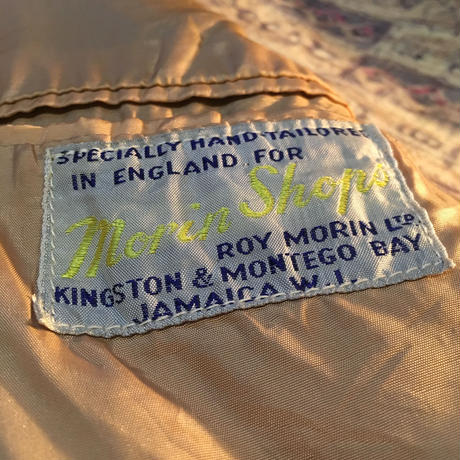 SPECIALLY HAND TAILORED
IN ENGLAND FOR
Morin Shops
ROY MORIN LTD.
KINGSTON & MONTEGO BAY
JAMAICA W.I.